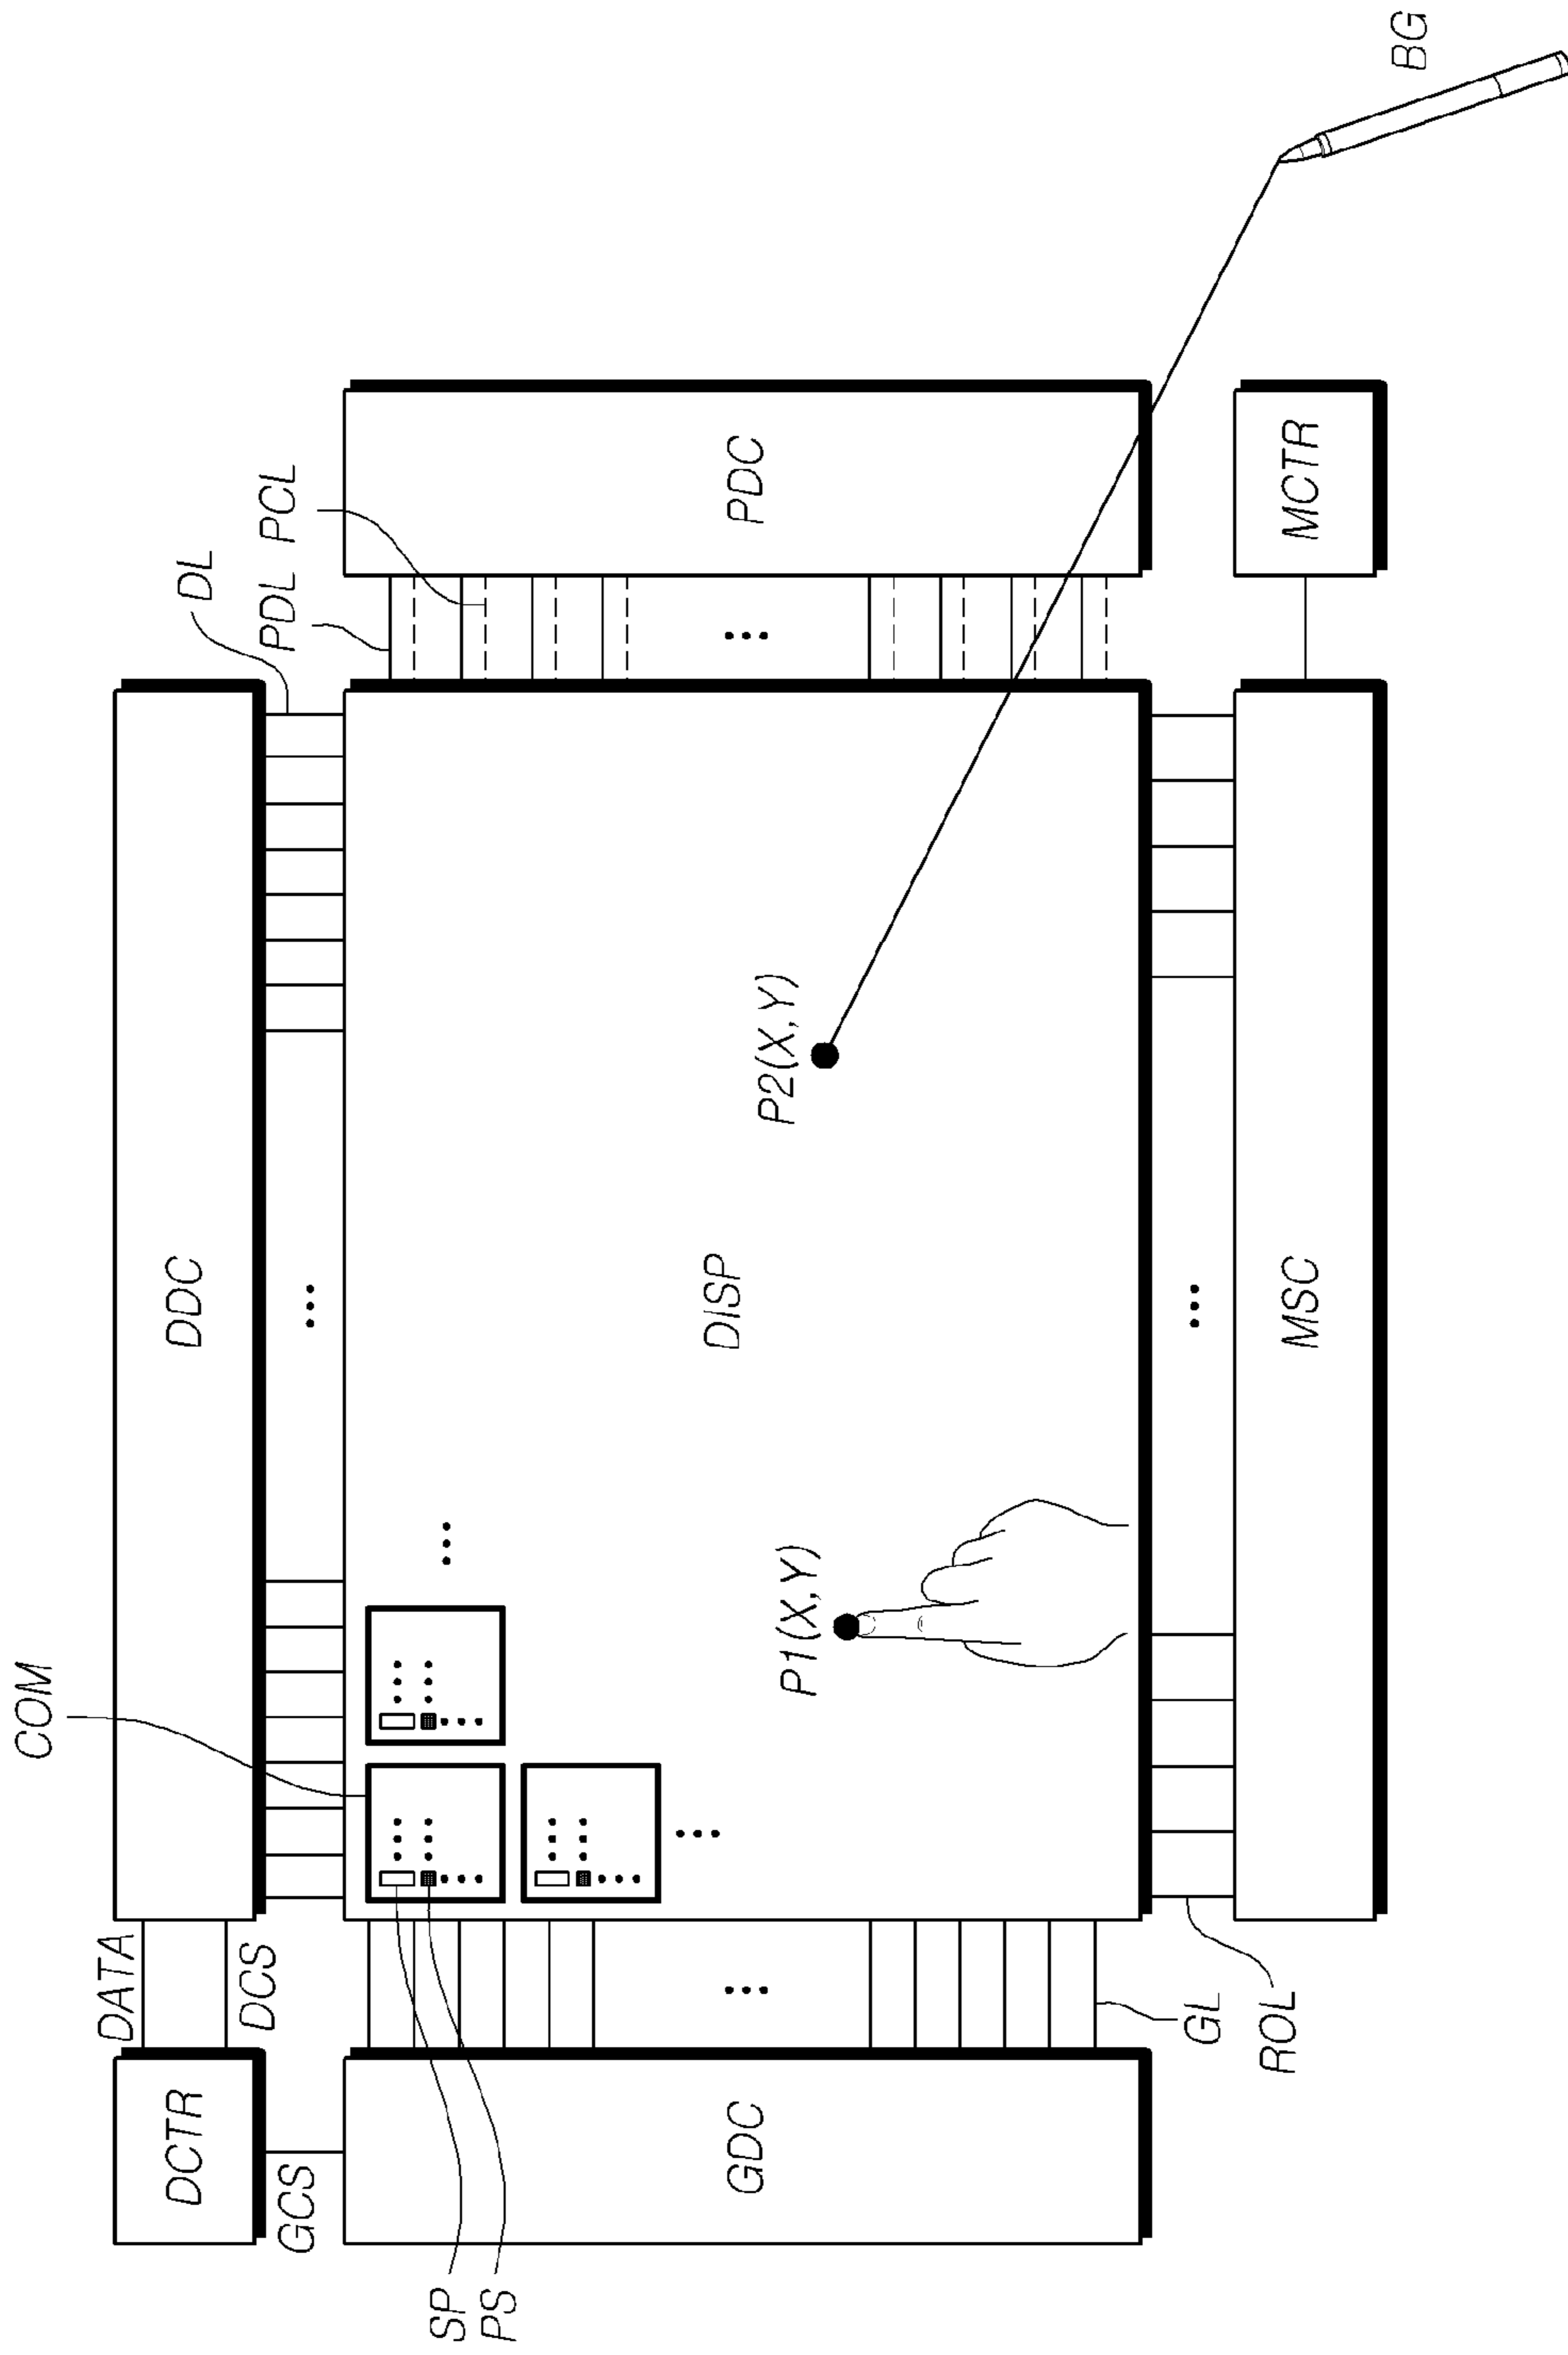 COM
DATA
DCTR
DDC
DL
DCS
GCS
PDL
PCL
SP
PS
GDC
DISP
P1(X,Y)
P2(X,Y)
PDC
GL
ROL
MSC
MCTR
BG